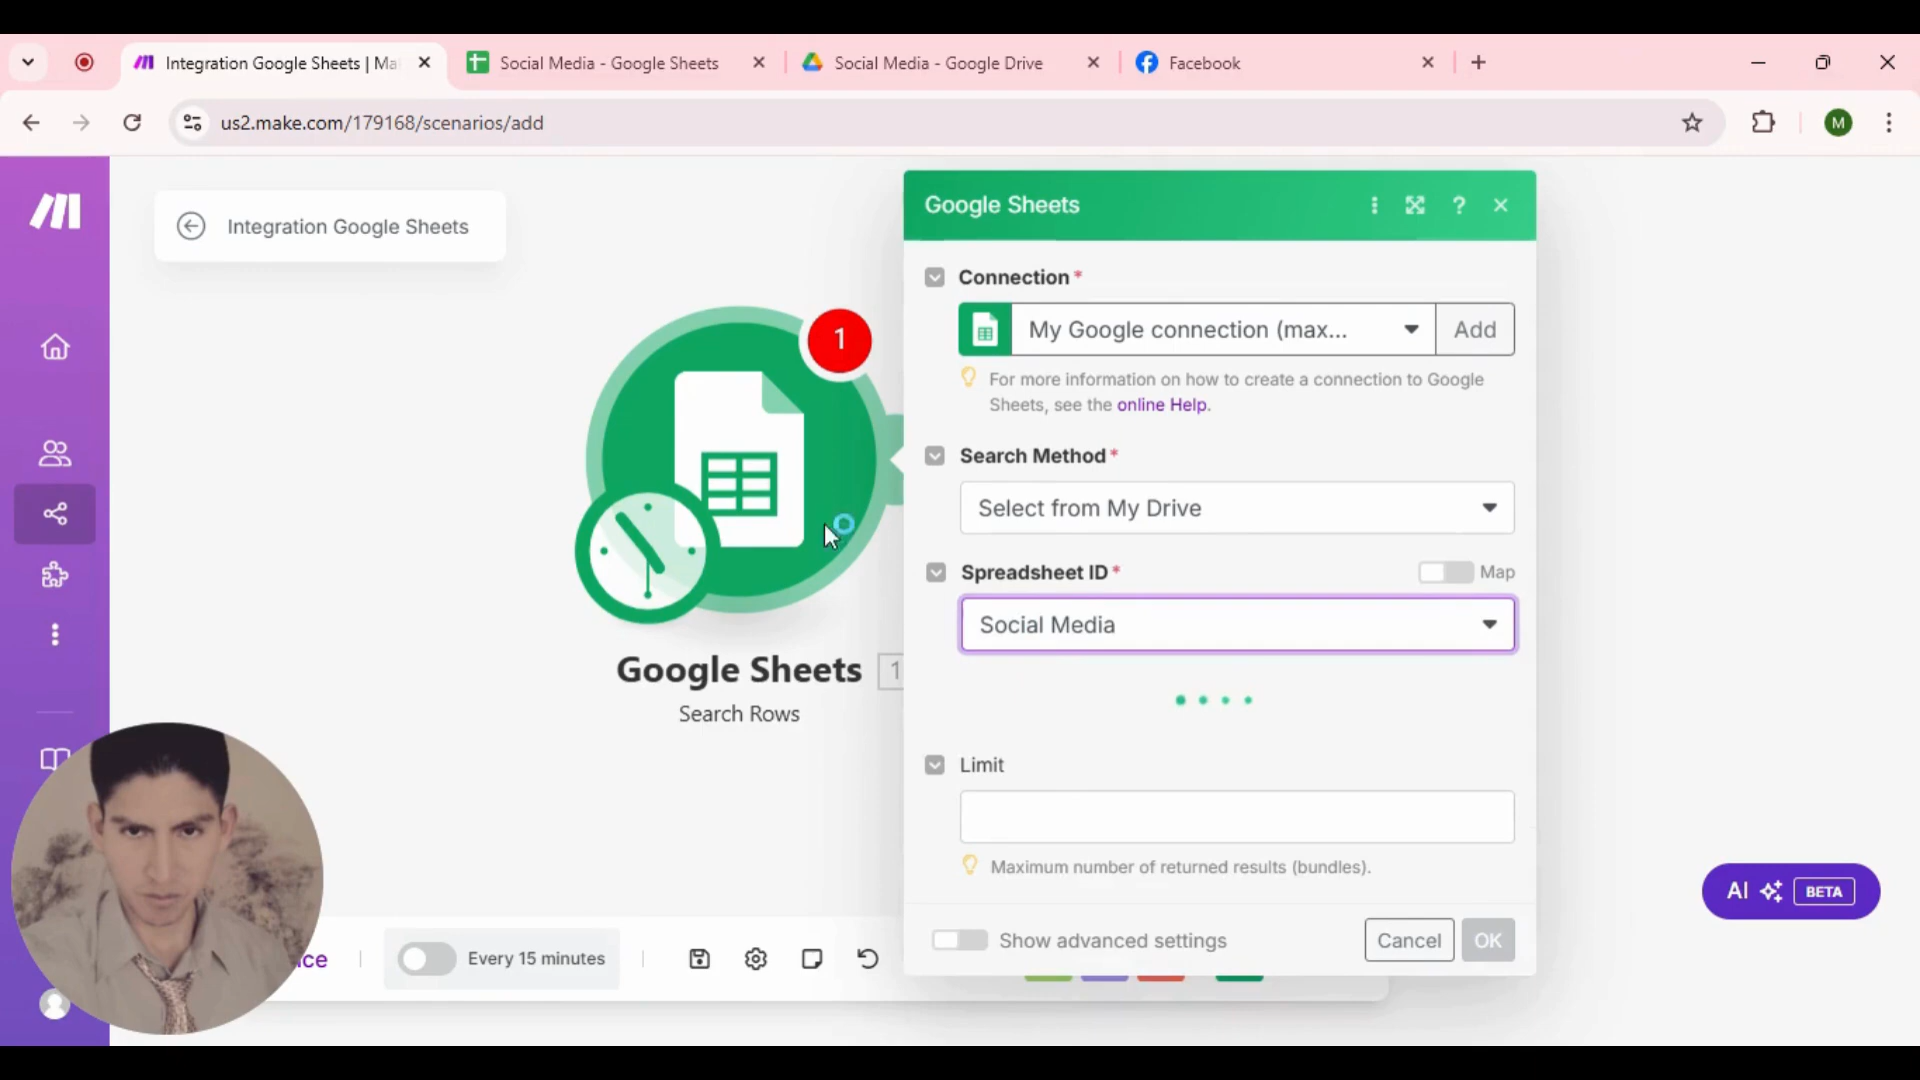 Integration Google Sheets | Ma
Social Media - Google Sheets
Social Media - Google Drive
Facebook
us2.make.com/179168/scenarios/add
M
Integration Google Sheets
1
Google Sheets
1
Search Rows
Google Sheets
?
Connection*
My Google connection (max...
Add
For more information on how to create a connection to Google
Sheets, see the online Help.
Search Method*
Select from My Drive
Spreadsheet ID*
Map
Social Media
Limit
Maximum number of returned results (bundles).
Show advanced settings
Cancel
OK
ce
Every 15 minutes
AI
BETA